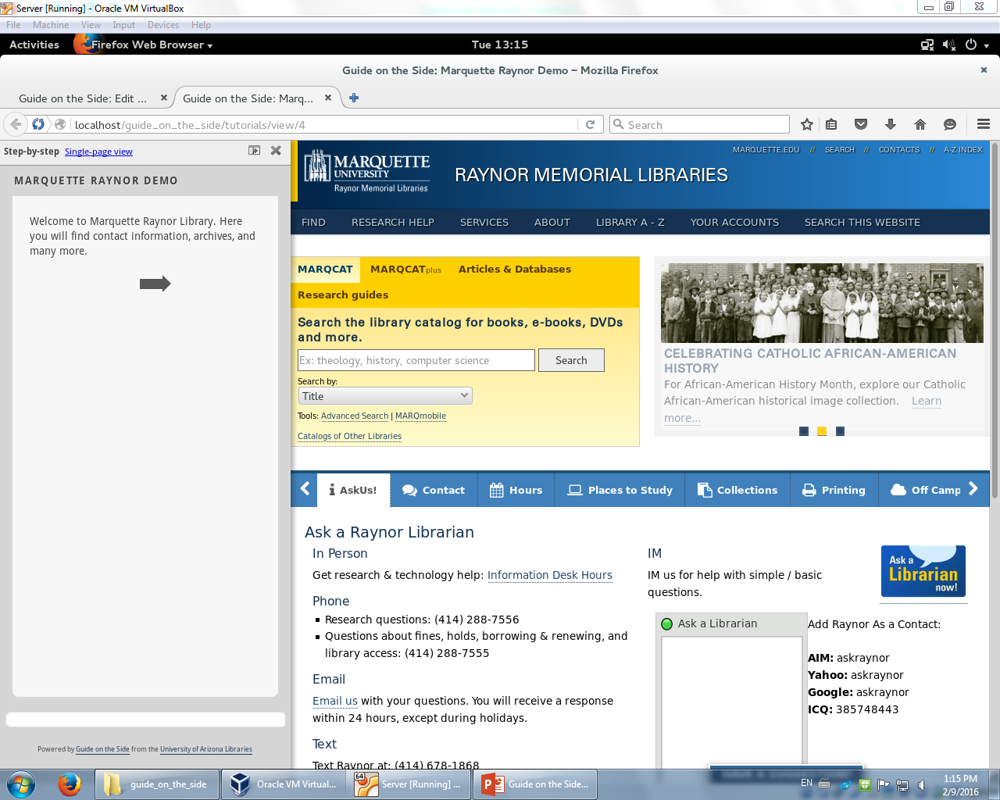 Server [Running] - Oracle VM VirtualBox
File Machine View Input Devices Help
Activities Firefox Web Browser Tue 13:15
Guide on the Side: Marquette Raynor Demo – Mozilla Firefox
Guide on the Side: Edit ... Guide on the Side: Marq...
localhost/guide_on_the_side/tutorials/view/4 Search
Step-by-step Single-page view
MARQUETTE RAYNOR DEMO
Welcome to Marquette Raynor Library. Here
you will find contact information, archives, and
many more.
Powered by Guide on the Side from the University of Arizona Libraries
MARQUETTE.EDU // SEARCH // CONTACTS // A-Z INDEX
MARQUETTE
UNIVERSITY
Raynor Memorial Libraries
RAYNOR MEMORIAL LIBRARIES
FIND RESEARCH HELP SERVICES ABOUT LIBRARY A - Z YOUR ACCOUNTS SEARCH THIS WEBSITE
MARQCAT MARQCATplus Articles & Databases
Research guides
Search the library catalog for books, e-books, DVDs
and more.
Ex: theology, history, computer science Search
Search by:
Title
Tools: Advanced Search | MARQmobile
Catalogs of Other Libraries
CELEBRATING CATHOLIC AFRICAN-AMERICAN
HISTORY
For African-American History Month, explore our Catholic
African-American historical image collection. Learn
more...
AskUs! Contact Hours Places to Study Collections Printing Off Camp
Ask a Raynor Librarian
In Person
Get research & technology help: Information Desk Hours
Phone
Research questions: (414) 288-7556
Questions about fines, holds, borrowing & renewing, and
library access: (414) 288-7555
Email
Email us with your questions. You will receive a response
within 24 hours, except during holidays.
Text
Text Raynor at: (414) 678-1868
IM
IM us for help with simple / basic
questions.
Ask a
Librarian
now!
Ask a Librarian
Add Raynor As a Contact:
AIM: askraynor
Yahoo: askraynor
Google: askraynor
ICQ: 385748443
guide_on_the_side Oracle VM Virtual... 64 Server [Running] ... Guide on the Side... EN 1:15 PM
2/9/2016